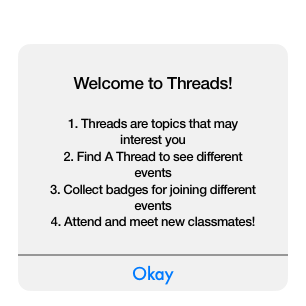 Welcome to Threads!
1. Threads are topics that may
interest you
2. Find A Thread to see different
events
3. Collect badges for joining different
events
4. Attend and meet new classmates!
Okay